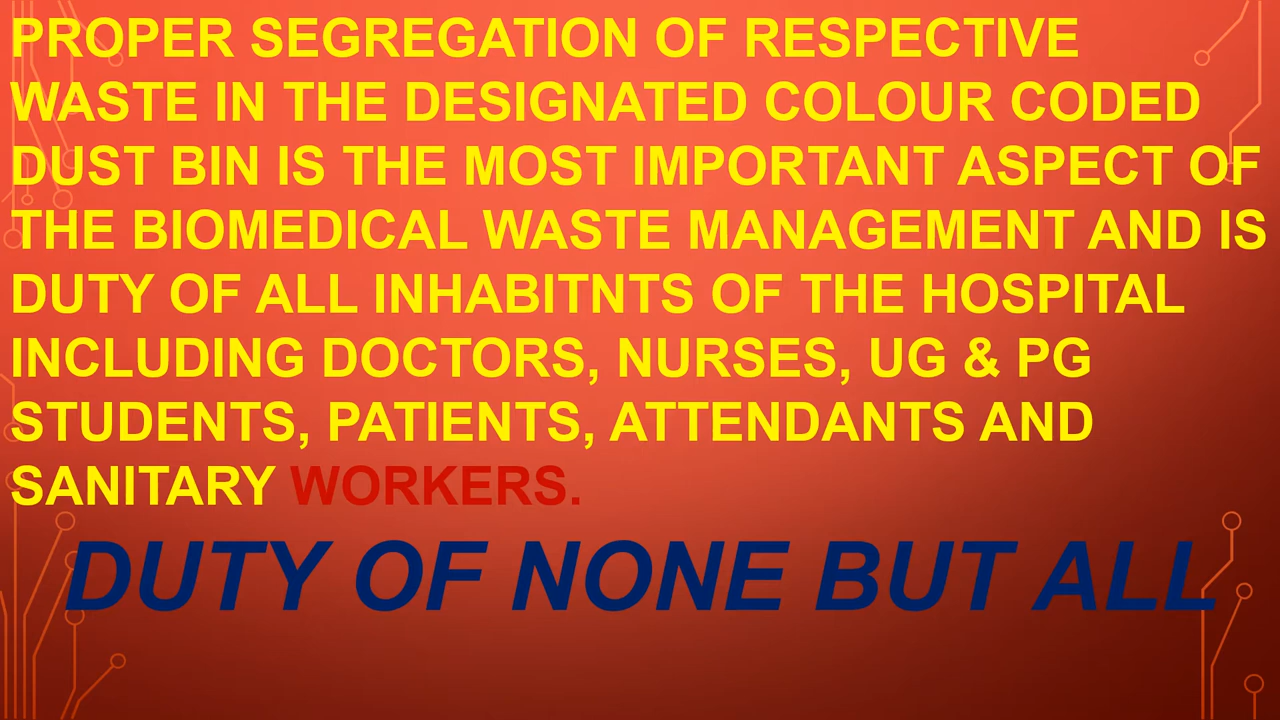 PROPER SEGREGATION OF RESPECTIVE
WASTE IN THE DESIGNATED COLOUR CODED
DUST BIN IS THE MOST IMPORTANT ASPECT OF
THE BIOMEDICAL WASTE MANAGEMENT AND IS
DUTY OF ALL INHABITNTS OF THE HOSPITAL
INCLUDING DOCTORS, NURSES, UG & PG
STUDENTS, PATIENTS, ATTENDANTS AND
SANITARY WORKERS.
DUTY OF NONE BUT ALL